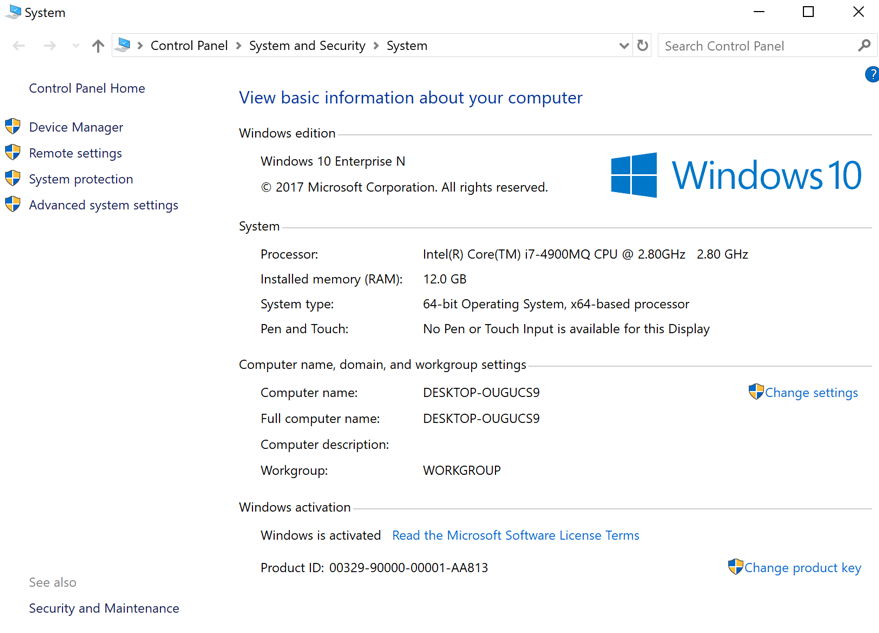 System
Control Panel > System and Security > System
Search Control Panel
?
Control Panel Home
Device Manager
Remote settings
System protection
Advanced system settings
See also
Security and Maintenance
View basic information about your computer
Windows edition
Windows 10 Enterprise N
© 2017 Microsoft Corporation. All rights reserved.
Windows 10
System
Processor: Intel(R) Core(TM) i7-4900MQ CPU @ 2.80GHz 2.80 GHz
Installed memory (RAM): 12.0 GB
System type: 64-bit Operating System, x64-based processor
Pen and Touch: No Pen or Touch Input is available for this Display
Computer name, domain, and workgroup settings
Computer name: DESKTOP-OUGUCS9
Change settings
Full computer name: DESKTOP-OUGUCS9
Computer description:
Workgroup: WORKGROUP
Windows activation
Windows is activated Read the Microsoft Software License Terms
Product ID: 00329-90000-00001-AA813
Change product key